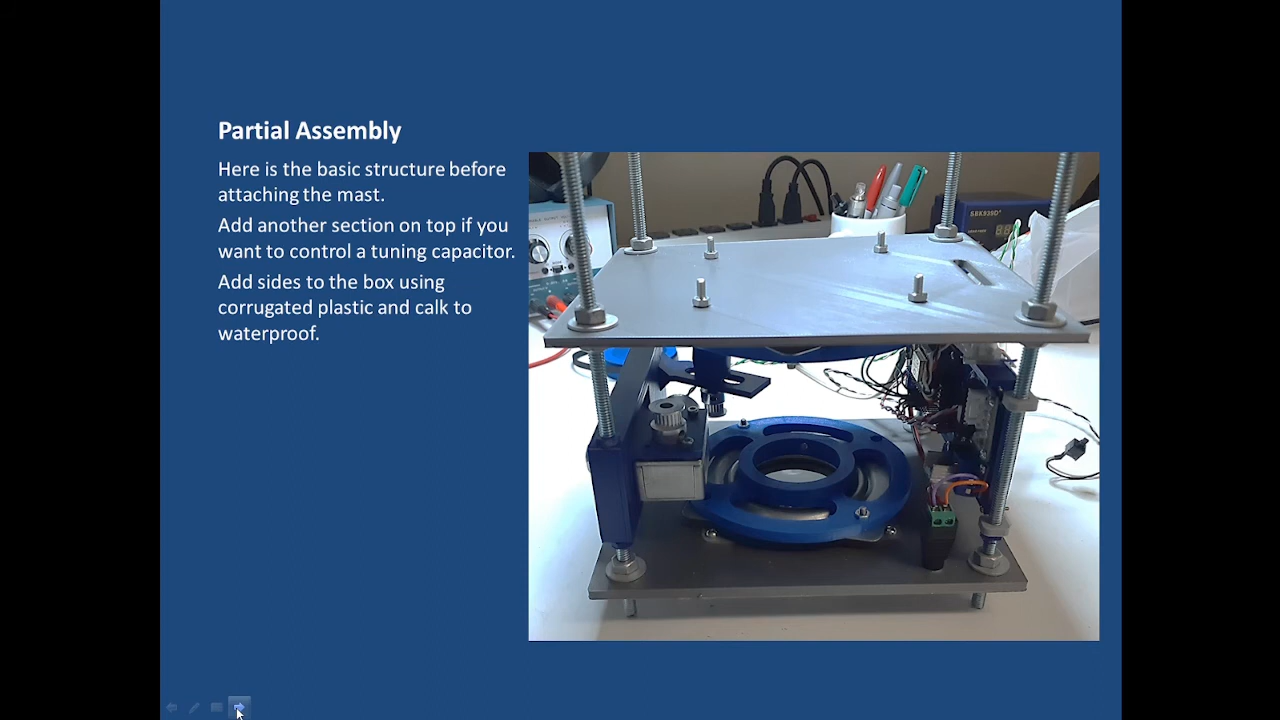 Partial Assembly
Here is the basic structure before
attaching the mast.
Add another section on top if you
want to control a tuning capacitor.
Add sides to the box using
corrugated plastic and calk to
waterproof.